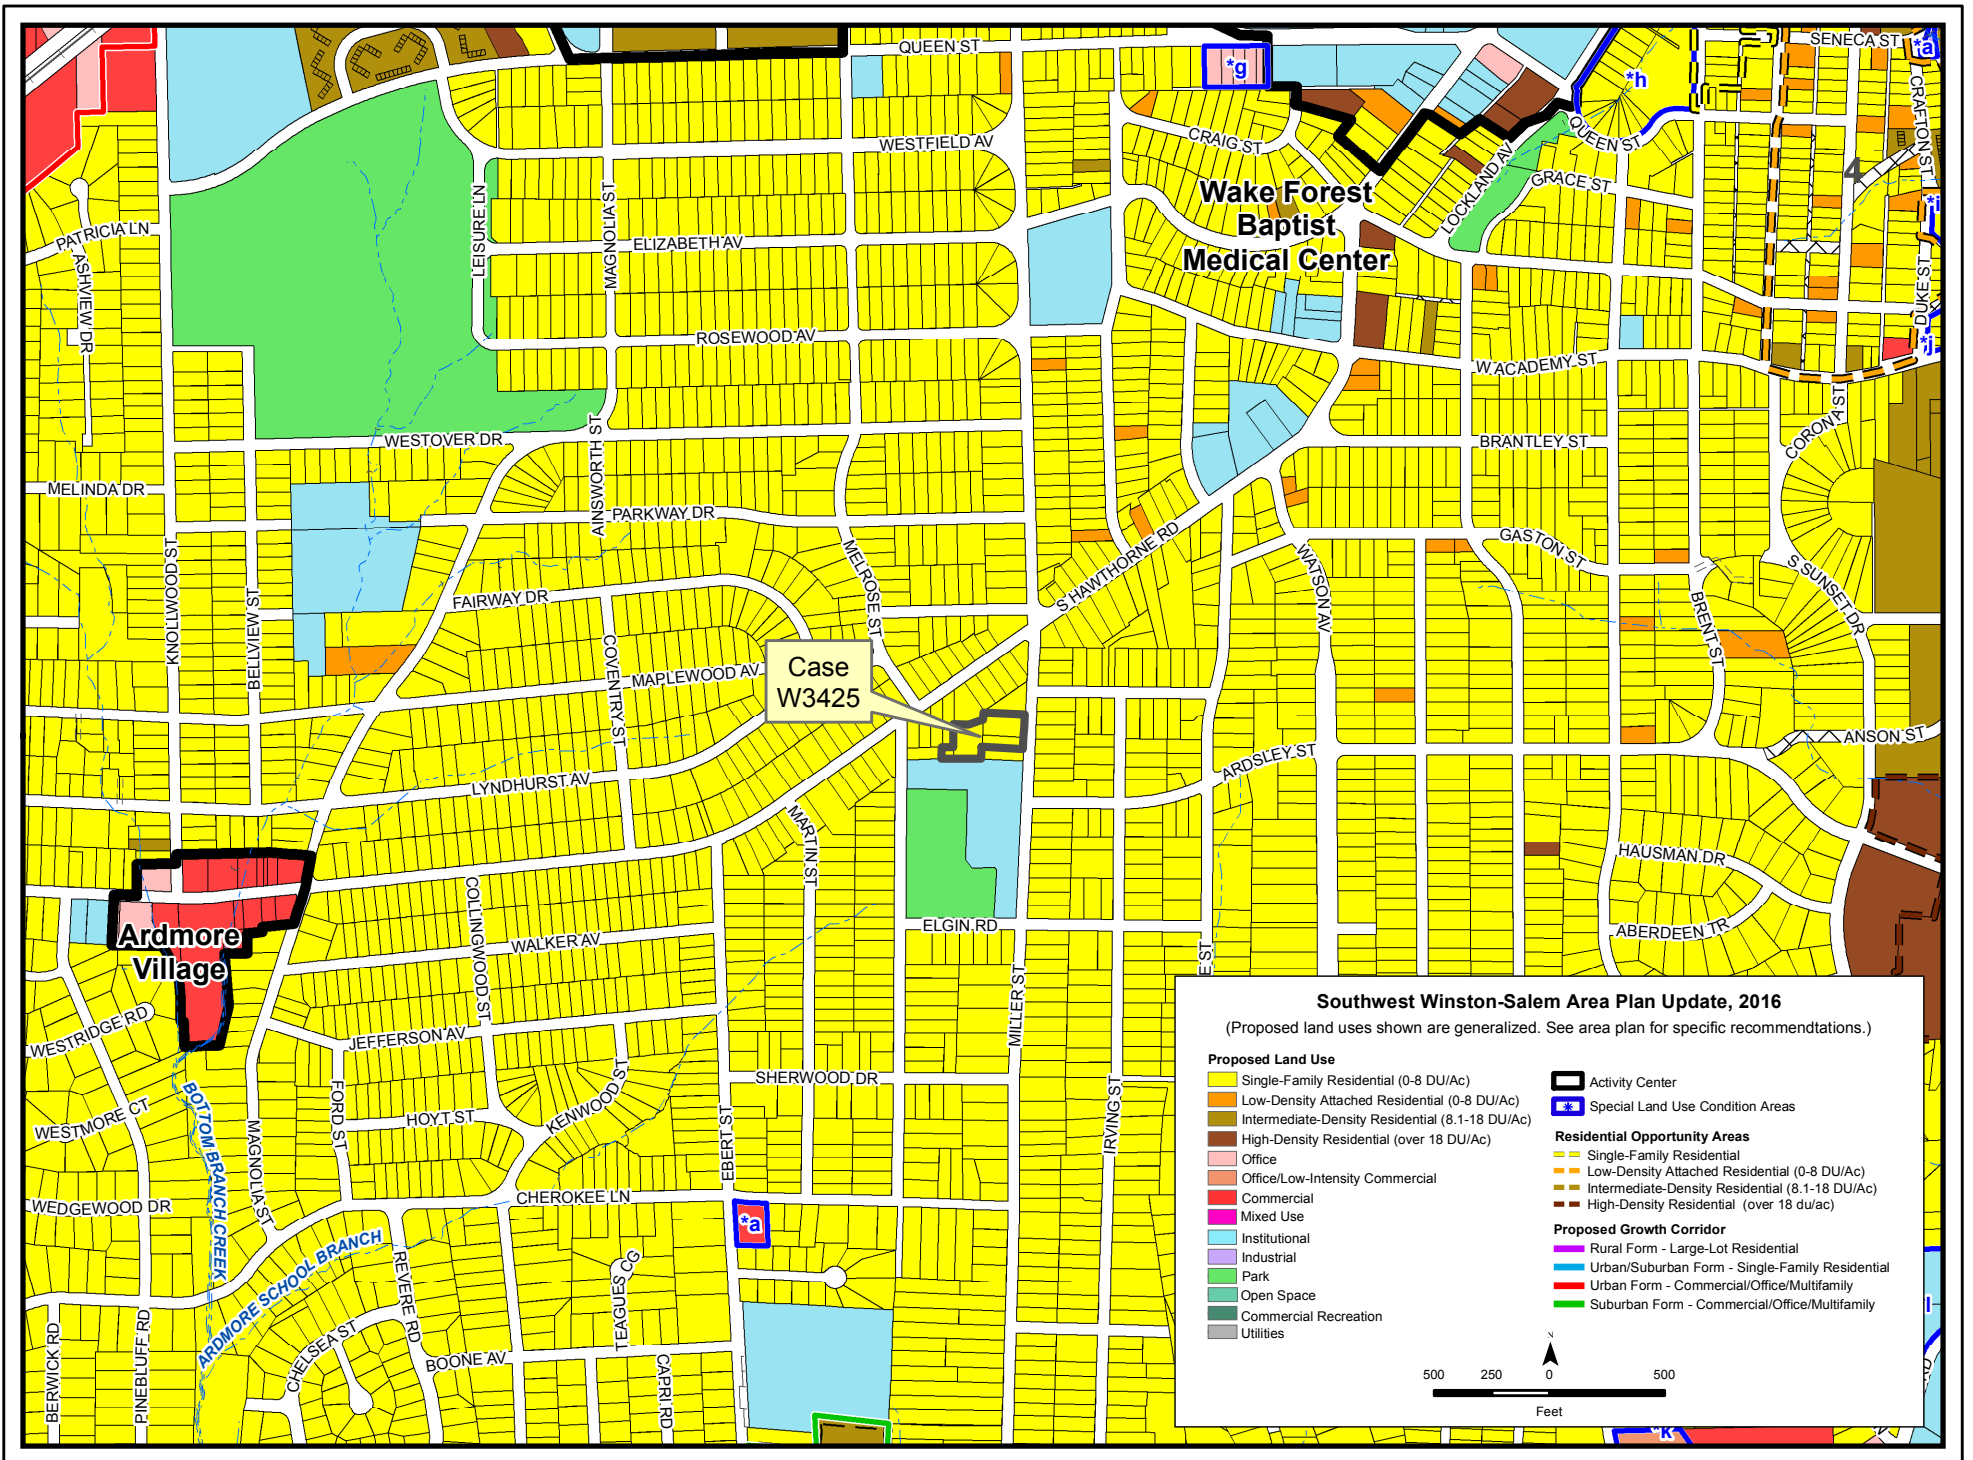 QUEEN ST
SENECA ST
*a
*g
*h
CRAFTON ST
WESTFIELD AV
CRAIG ST
QUEEN ST
4
LOCKLAND AV
GRACE ST
Wake Forest
Baptist
Medical Center
LEISURE LN
MAGNOLIA ST
PATRICIA LN
ASHVIEW DR
ELIZABETH AV
*i
DUKE ST
*j
ROSEWOOD AV
W ACADEMY ST
WESTOVER DR
AINSWORTH ST
BRANTLEY ST
CORONA ST
MELINDA DR
PARKWAY DR
KNOLLWOOD ST
BELLVIEW ST
MELROSE ST
S HAWTHORNE RD
WATSON AV
GASTON ST
S SUNSET DR
BRENT ST
FAIRWAY DR
COVENTRY ST
MAPLEWOOD AV
Case
W3425
ANSON ST
ARDSLEY ST
LYNDHURST AV
MARTIN ST
HAUSMAN DR
ABERDEEN TR
COLLINGWOOD ST
ELGIN RD
Ardmore
Village
WALKER AV
E ST
MILLER ST
WESTRIDGE RD
JEFFERSON AV
SHERWOOD DR
BOTTOM BRANCH CREEK
FORD ST
HOYT ST
KENWOOD ST
WESTMORE CT
MAGNOLIA ST
EBERT ST
IRVING ST
WEDGEWOOD DR
CHEROKEE LN
*a
ARDMORE SCHOOL BRANCH
REVERE RD
TEAGUES CG
CHELSEA ST
BOONE AV
CAPRI RD
BERWICK RD
PINEBLUFF RD
*k
Southwest Winston-Salem Area Plan Update, 2016
(Proposed land uses shown are generalized. See area plan for specific recommendtations.)
Proposed Land Use
Single-Family Residential (0-8 DU/Ac)
Low-Density Attached Residential (0-8 DU/Ac)
Intermediate-Density Residential (8.1-18 DU/Ac)
High-Density Residential (over 18 DU/Ac)
Office
Office/Low-Intensity Commercial
Commercial
Mixed Use
Institutional
Industrial
Park
Open Space
Commercial Recreation
Utilities
Activity Center
* Special Land Use Condition Areas
Residential Opportunity Areas
Single-Family Residential
Low-Density Attached Residential (0-8 DU/Ac)
Intermediate-Density Residential (8.1-18 DU/Ac)
High-Density Residential (over 18 du/ac)
Proposed Growth Corridor
Rural Form - Large-Lot Residential
Urban/Suburban Form - Single-Family Residential
Urban Form - Commercial/Office/Multifamily
Suburban Form - Commercial/Office/Multifamily
N
500 250 0 500
Feet